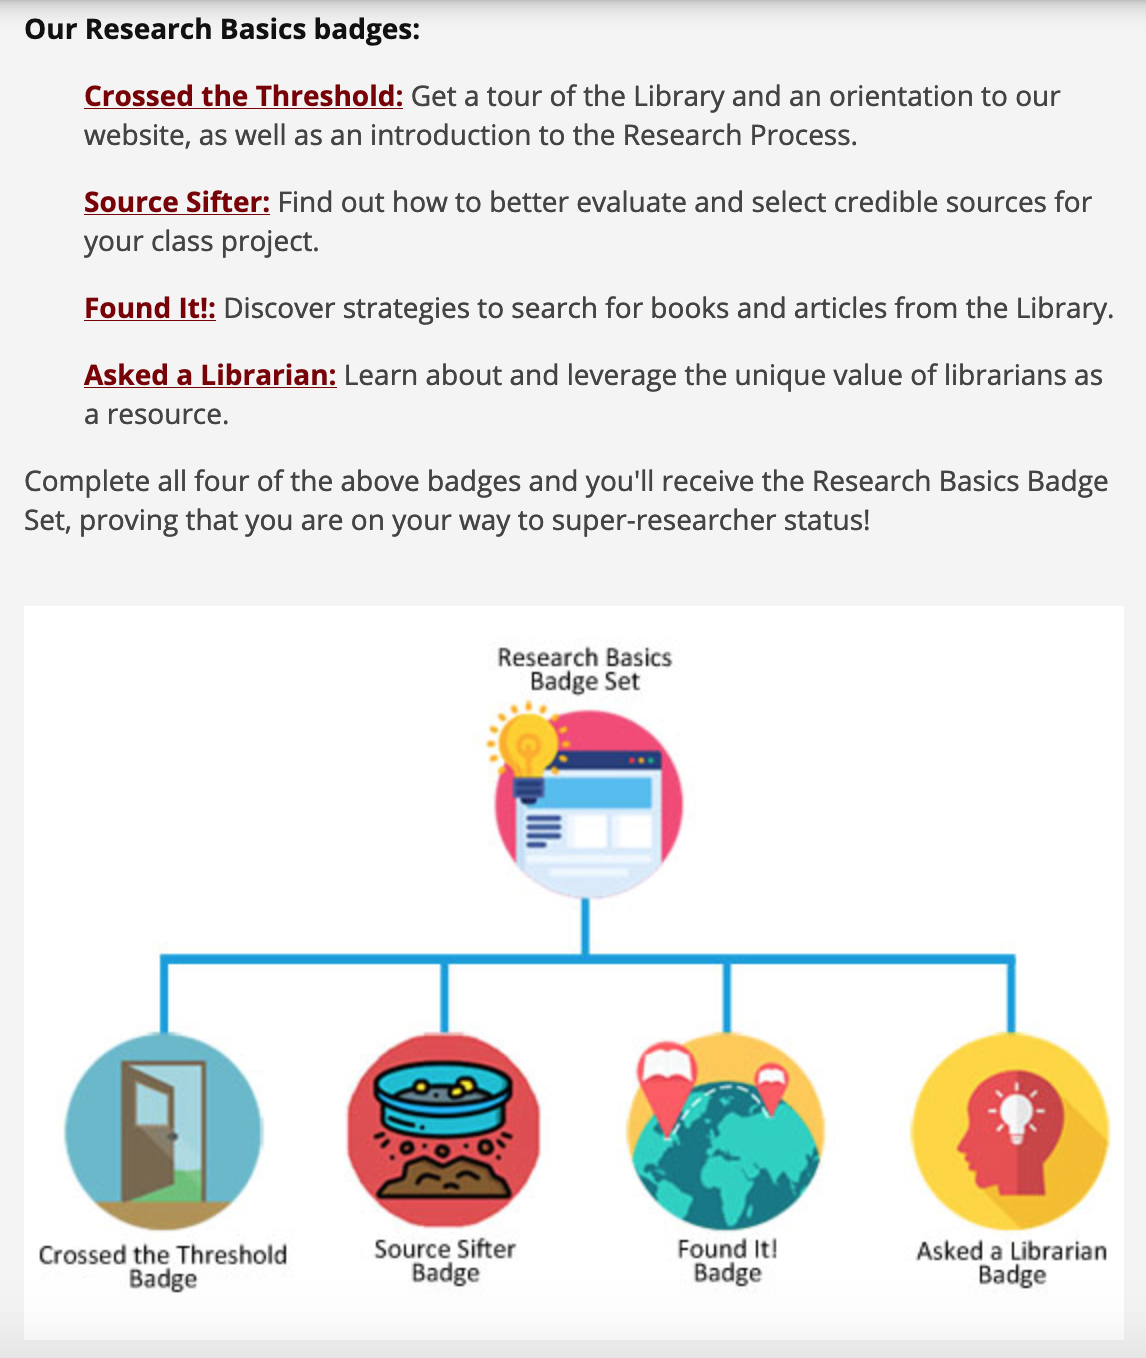 Our Research Basics badges:
Crossed the Threshold: Get a tour of the Library and an orientation to our
website, as well as an introduction to the Research Process.
Source Sifter: Find out how to better evaluate and select credible sources for
your class project.
Found It!: Discover strategies to search for books and articles from the Library.
Asked a Librarian: Learn about and leverage the unique value of librarians as
a resource.
Complete all four of the above badges and you'll receive the Research Basics Badge
Set, proving that you are on your way to super-researcher status!
Research Basics
Badge Set
Crossed the Threshold
Badge
Source Sifter
Badge
Found It!
Badge
Asked a Librarian
Badge